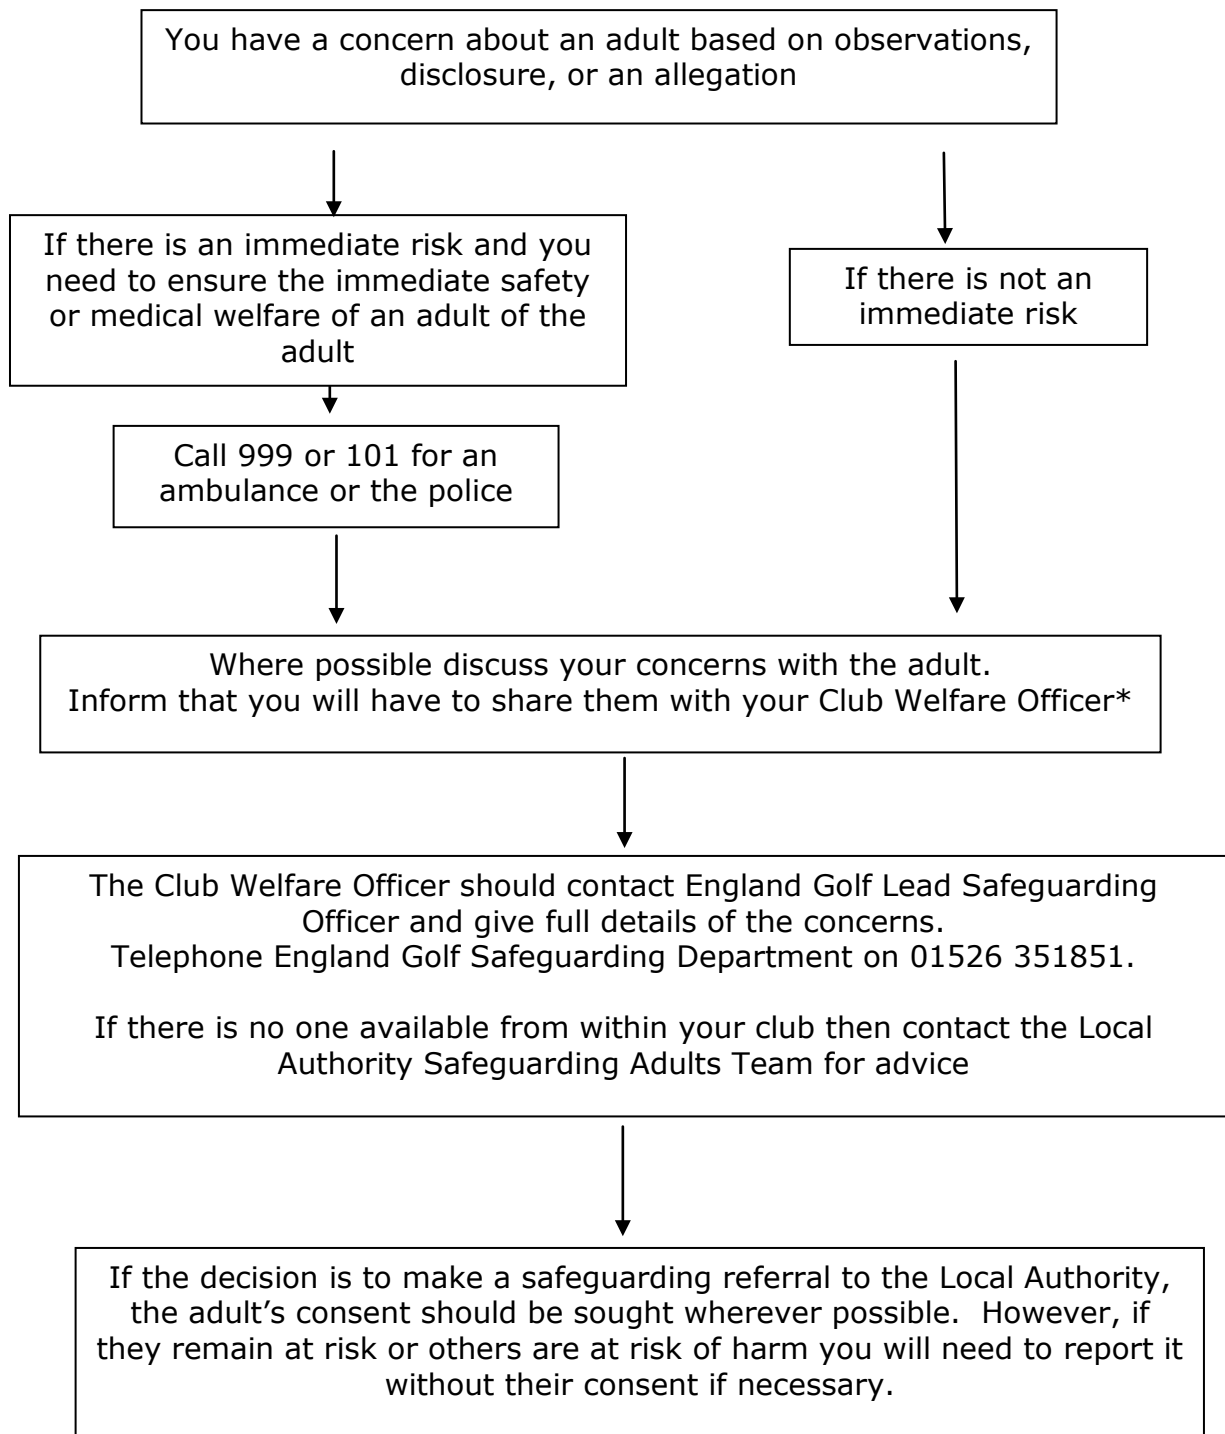 You have a concern about an adult based on observations,
disclosure, or an allegation
If there is an immediate risk and you
need to ensure the immediate safety
or medical welfare of an adult of the
adult
If there is not an
immediate risk
Call 999 or 101 for an
ambulance or the police
Where possible discuss your concerns with the adult.
Inform that you will have to share them with your Club Welfare Officer*
The Club Welfare Officer should contact England Golf Lead Safeguarding
Officer and give full details of the concerns.
Telephone England Golf Safeguarding Department on 01526 351851.
If there is no one available from within your club then contact the Local
Authority Safeguarding Adults Team for advice
If the decision is to make a safeguarding referral to the Local Authority,
the adult’s consent should be sought wherever possible.  However, if
they remain at risk or others are at risk of harm you will need to report it
without their consent if necessary.